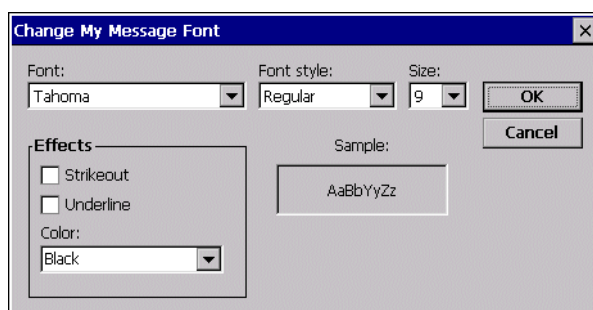 Change My Message Font
Font: Font style: Size:
Tahoma Regular 9 OK
Effects Sample: Cancel
Strikeout AaBbYyZz
Underline
Color:
Black